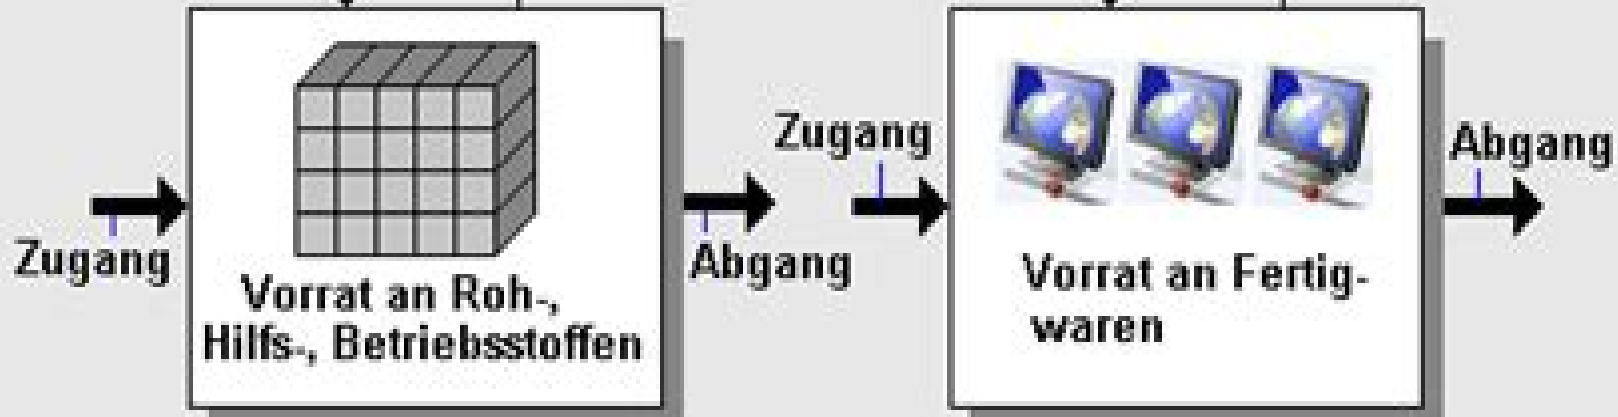 Zugang
Vorrat an Roh-,
Hilfs-, Betriebsstoffen
Abgang
Zugang
Vorrat an Fertig-
waren
Abgang